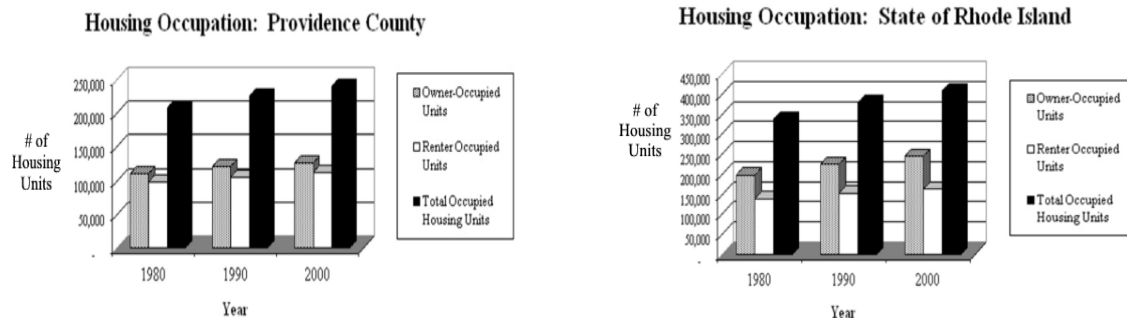 Housing Occupation: Providence County
250,000
200,000
150,000
100,000
50,000
-
# of
Housing
Units
1980
1990
2000
Year
Owner-Occupied
Units
Renter Occupied
Units
Total Occupied
Housing Units
Housing Occupation: State of Rhode Island
450,000
400,000
350,000
300,000
250,000
200,000
150,000
100,000
50,000
-
# of
Housing
Units
1980
1990
2000
Year
Owner-Occupied
Units
Renter Occupied
Units
Total Occupied
Housing Units